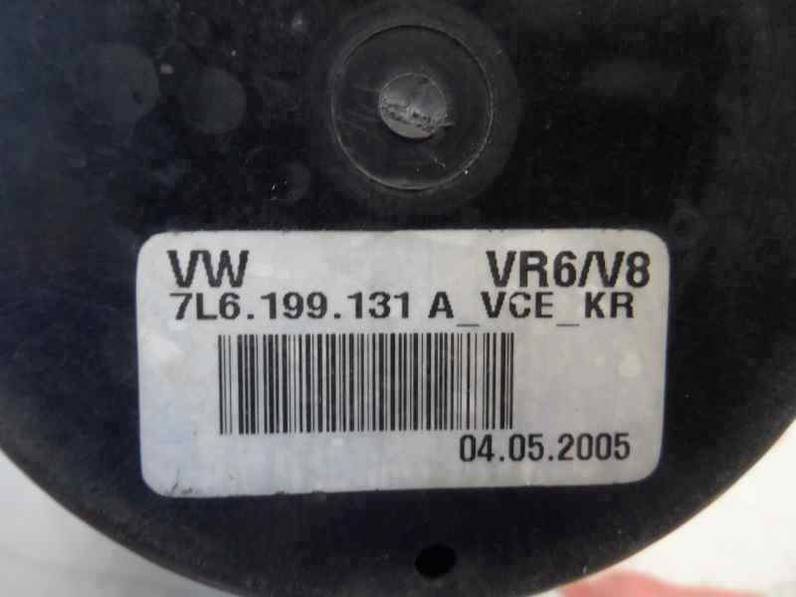 VW VR6/V8
7L6.199.131 A_VCE_KR
04.05.2005